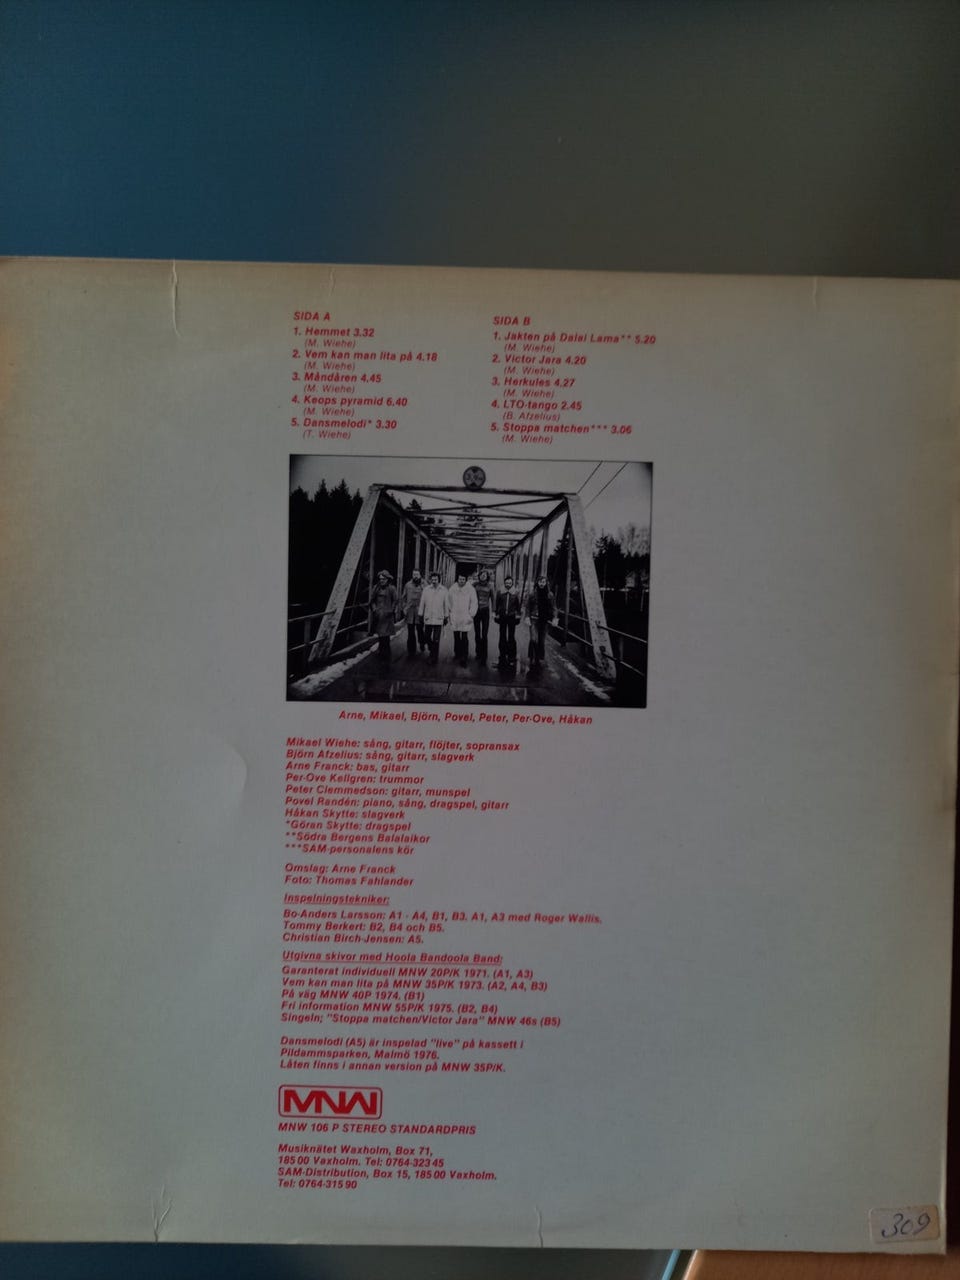 SIDA A
1. Hemmet 3.32
(M. Wiehe)
2. Vem kan man lita på 4.18
(M. Wiehe)
3. Måndåren 4.45
(M. Wiehe)
4. Keops pyramid 6.40
(M. Wiehe)
5. Dansmelodi* 3.30
(T. Wiehe)
SIDA B
1. Jakten på Dalai Lama** 5.20
(M. Wiehe)
2. Victor Jara 4.20
(M. Wiehe)
3. Herkules 4.27
(M. Wiehe)
4. LTO-tango 2.45
(B. Afzelius)
5. Stoppa matchen*** 3.06
(M. Wiehe)
Arne, Mikael, Björn, Povel, Peter, Per-Ove, Håkan
Mikael Wiehe: sång, gitarr, flöjter, sopransax
Björn Afzelius: sång, gitarr, slagverk
Arne Franck: bas, gitarr
Per-Ove Kellgren: trummor
Peter Clemmedson: gitarr, munspel
Povel Randén: piano, sång, dragspel, gitarr
Håkan Skytte: slagverk
*Göran Skytte: dragspel
**Södra Bergens Balalaikor
***SAM-personalens kör
Omslag: Arne Franck
Foto: Thomas Fahlander
Inspelningstekniker:
Bo-Anders Larsson: A1 - A4, B1, B3. A1, A3 med Roger Wallis.
Tommy Berkert: B2, B4 och B5.
Christian Birch-Jensen: A5.
Utgivna skivor med Hoola Bandoola Band:
Garanterat individuell MNW 20P/K 1971. (A1, A3)
Vem kan man lita på MNW 35P/K 1973. (A2, A4, B3)
På väg MNW 40P 1974. (B1)
Fri information MNW 55P/K 1975. (B2, B4)
Singeln; "Stoppa matchen/Victor Jara" MNW 46s (B5)
Dansmelodi (A5) är inspelad "live" på kassett i
Pildammsparken, Malmö 1976.
Låten finns i annan version på MNW 35P/K.
MNW
MNW 106 P STEREO STANDARDPRIS
Musiknätet Waxholm, Box 71,
185 00 Vaxholm. Tel: 0764-323 45
SAM-Distribution, Box 15, 185 00 Vaxholm.
Tel: 0764-315 90
309